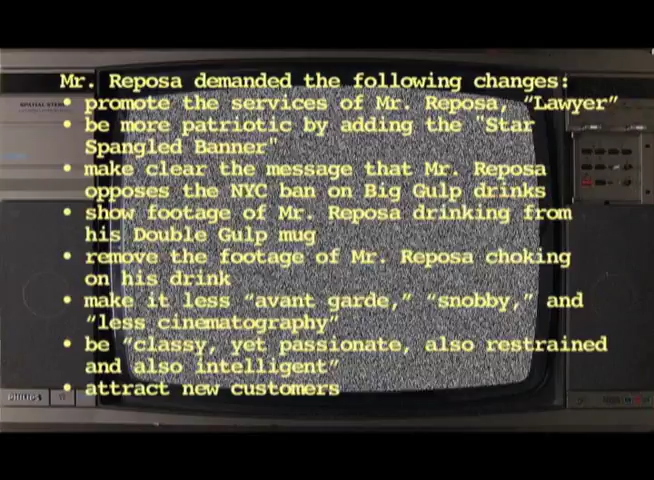 Mr. Reposa demanded the following changes:
• promote the services of Mr. Reposa, “Lawyer”
• be more patriotic by adding the "Star
Spangled Banner"
• make clear the message that Mr. Reposa
opposes the NYC ban on Big Gulp drinks
• show footage of Mr. Reposa drinking from
his Double Gulp mug
• remove the footage of Mr. Reposa choking
on his drink
• make it less “avant garde,” “snobby,” and
“less cinematography”
• be “classy, yet passionate, also restrained
and also intelligent”
• attract new customers
SPATIAL STEREO
PHILIPS